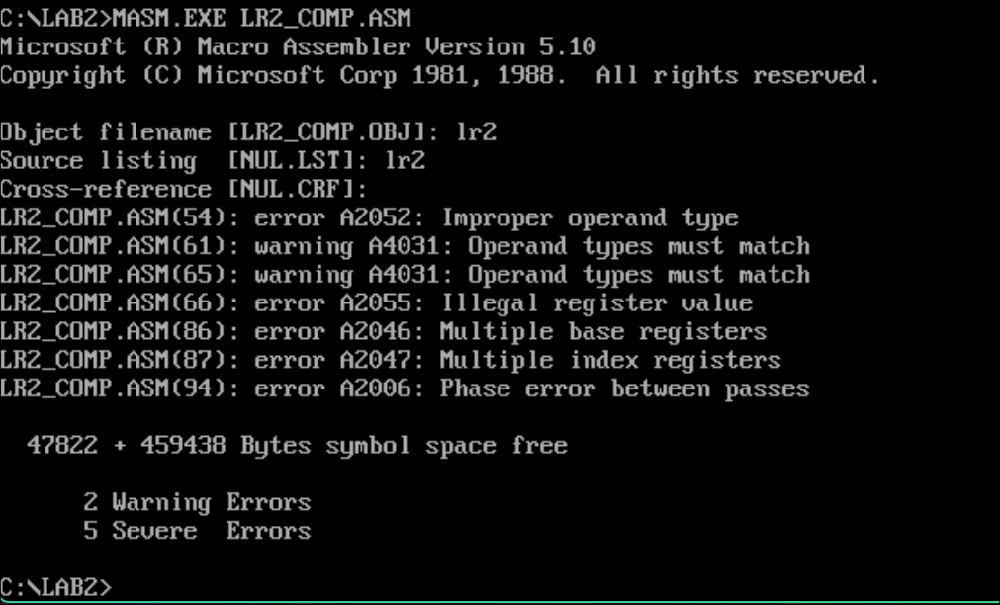 C:\LAB2>MASM.EXE LR2_COMP.ASM
Microsoft (R) Macro Assembler Version 5.10
Copyright (C) Microsoft Corp 1981, 1988.  All rights reserved.
Object filename [LR2_COMP.OBJ]: lr2
Source listing  [NUL.LST]: lr2
Cross-reference [NUL.CRF]:
LR2_COMP.ASM(54): error A2052: Improper operand type
LR2_COMP.ASM(61): warning A4031: Operand types must match
LR2_COMP.ASM(65): warning A4031: Operand types must match
LR2_COMP.ASM(66): error A2055: Illegal register value
LR2_COMP.ASM(86): error A2046: Multiple base registers
LR2_COMP.ASM(87): error A2047: Multiple index registers
LR2_COMP.ASM(94): error A2006: Phase error between passes
47822 + 459438 Bytes symbol space free
2 Warning Errors
5 Severe  Errors
C:\LAB2>